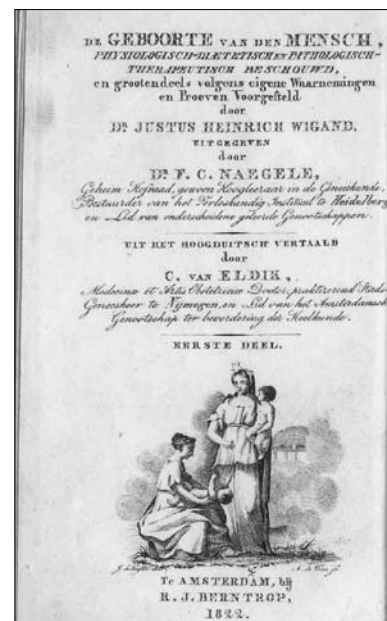 DE GEBOORTE VAN DEN MENSCH,
PHYSIOLOGISCH-DIÆTETISCH EN PATHOLOGISCH-
THERAPEUTISCH BESCHOUWD,
en grootendeels volgens eigene Waarnemingen
en Proeven Voorgesteld
door
DR. JUSTUS HEINRICH WIGAND.
UITGEGEVEN
door
DR. F. C. NAEGELE,
Geheim Hofraad, gewoon Hoogleeraar in de Geneeskunde,
Bestuurder van het Verloskundig Instituut te Heidelberg
en Lid van onderscheidene geleerde Genootschappen.
UIT HET HOOGDUITSCH VERTAALD
door
C. VAN ELDIK,
Medicinæ et Artis Obstetriciæ Doctor, praktizerend Stads
Geneesheer te Nijmegen, en Lid van het Amsterdamsch
Genootschap ter bevordering der Heelkunde.
EERSTE DEEL.
Te AMSTERDAM, bij
R. J. BERNTROP,
1822.